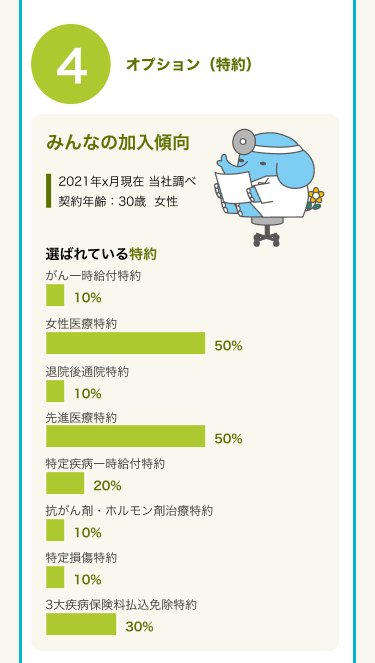 4
オプション（特約）
みんなの加入傾向
2021年x月現在 当社調べ
契約年齢：30歳 女性
選ばれている特約
がん一時給付特約
10%
女性医療特約
50%
退院後通院特約
10%
先進医療特約
50%
特定疾病一時給付特約
20%
抗がん剤・ホルモン剤治療特約
10%
特定損傷特約
10%
3大疾病保険料払込免除特約
30%